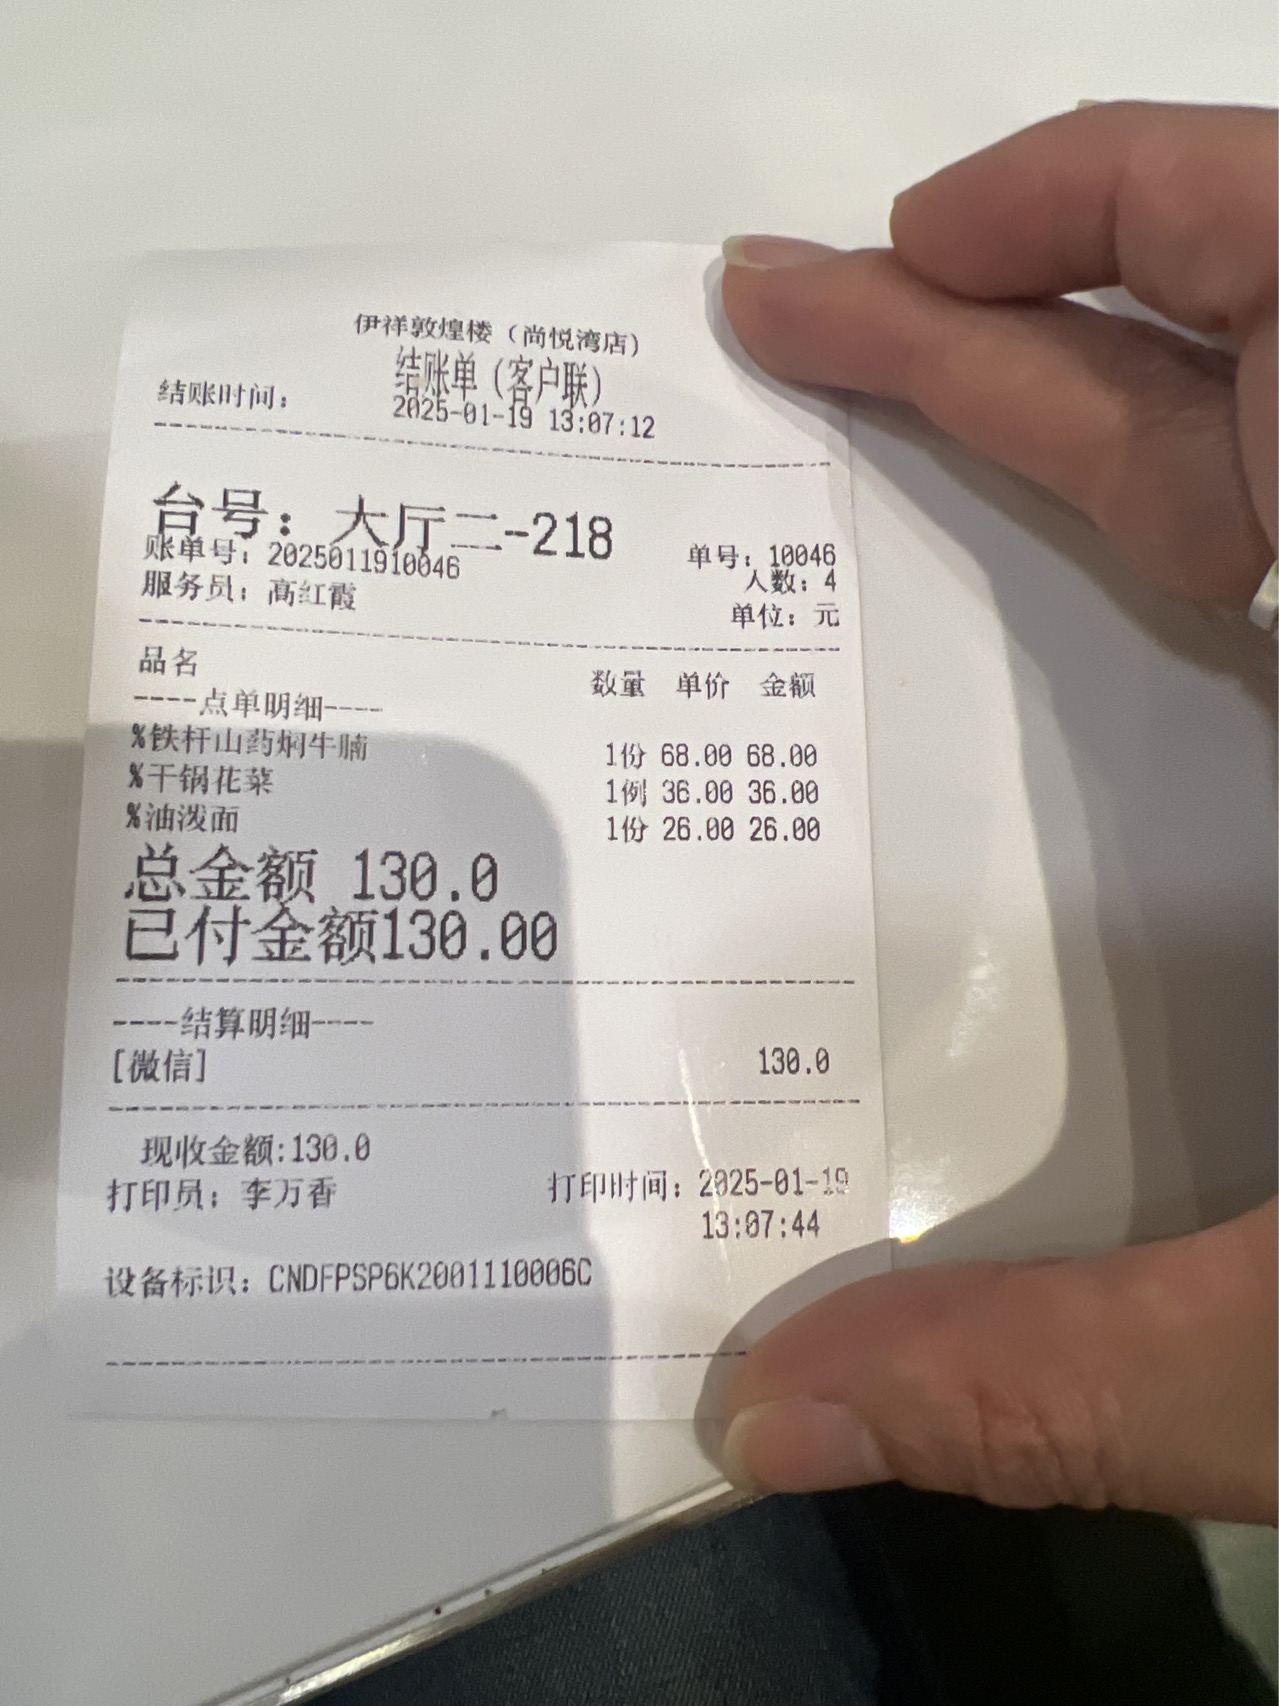 伊祥敦煌楼（尚悦湾店）
结账单（客户联）
结账时间： 2025-01-19 13:07:12
台号：大厅二-218
账单号：2025011910046 单号：10046
人数：4
服务员：高红霞
单位：元
品名 数量 单价 金额
----点单明细----
%铁杆山药焖牛腩 1份 68.00 68.00
%干锅花菜 1例 36.00 36.00
%油泼面 1份 26.00 26.00
总金额 130.0
已付金额130.00
----结算明细----
[微信] 130.0
现收金额:130.0
打印员：李万香 打印时间：2025-01-19
13:07:44
设备标识：CNDFPSP6K2001110006C